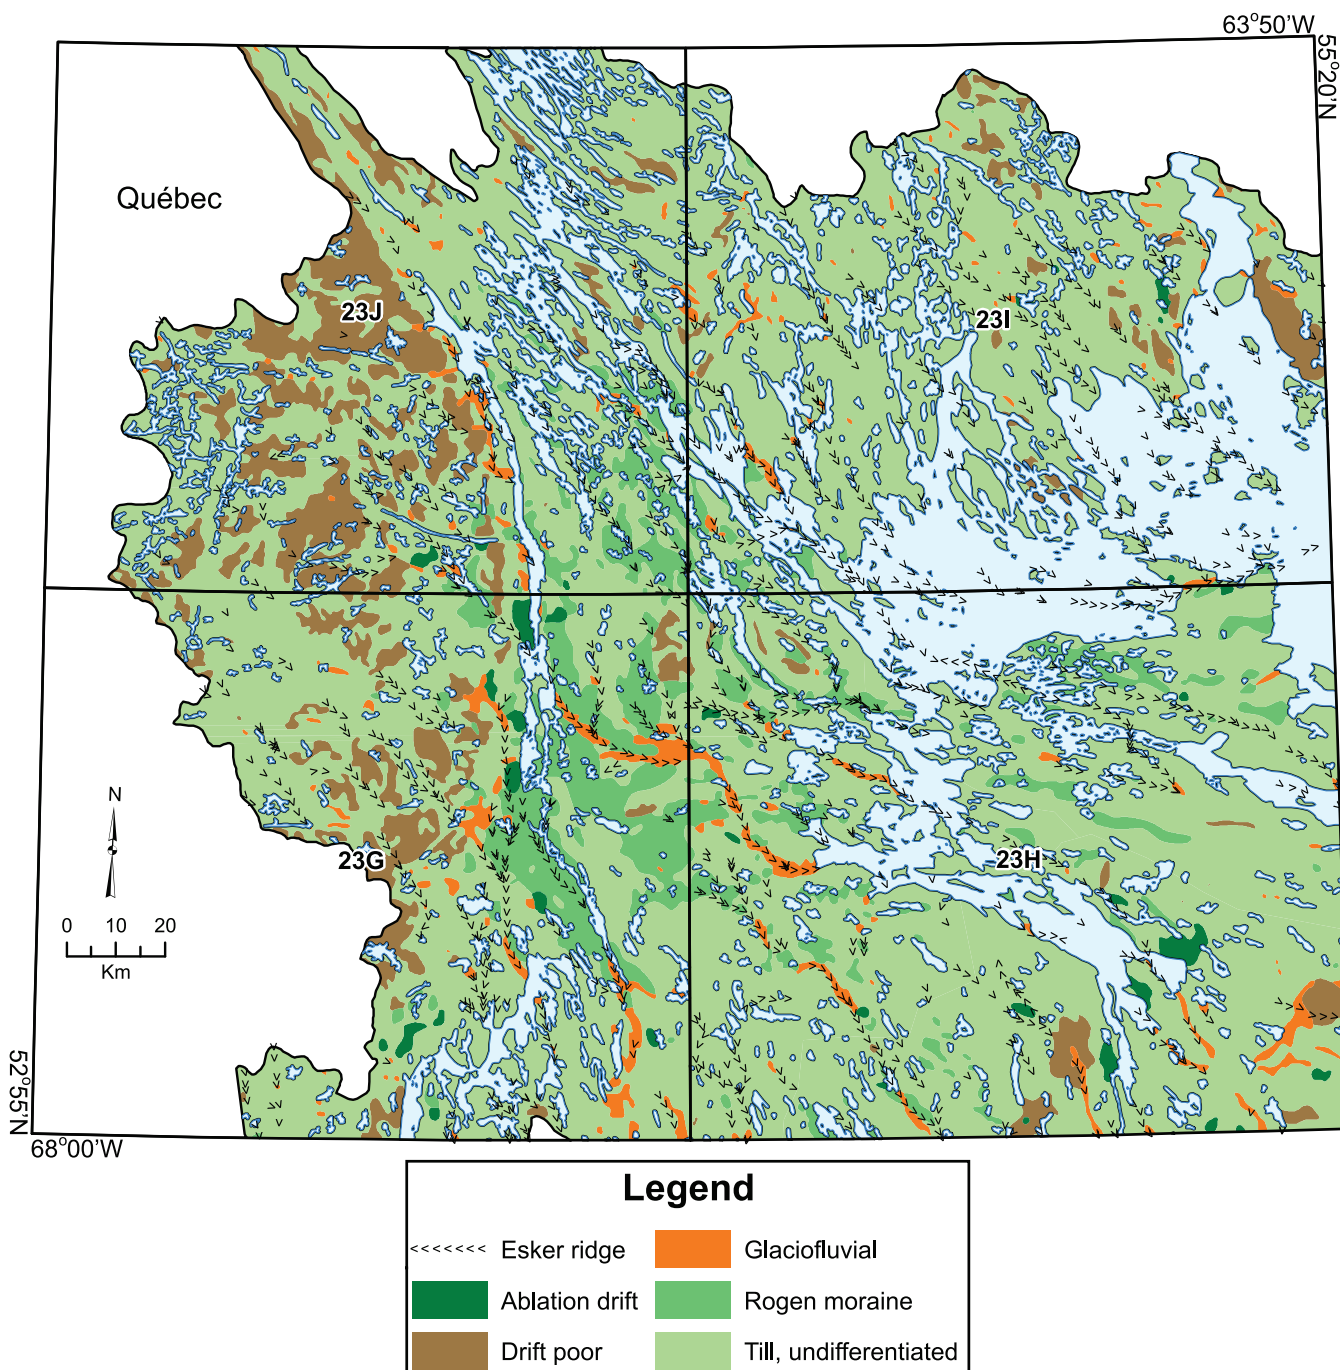 63°50'W
55°20'N
Québec
23J
23I
N
23G
23H
0 10 20
Km
52°55'N
68°00'W
Legend
Esker ridge
Glaciofluvial
Ablation drift
Rogen moraine
Drift poor
Till, undifferentiated